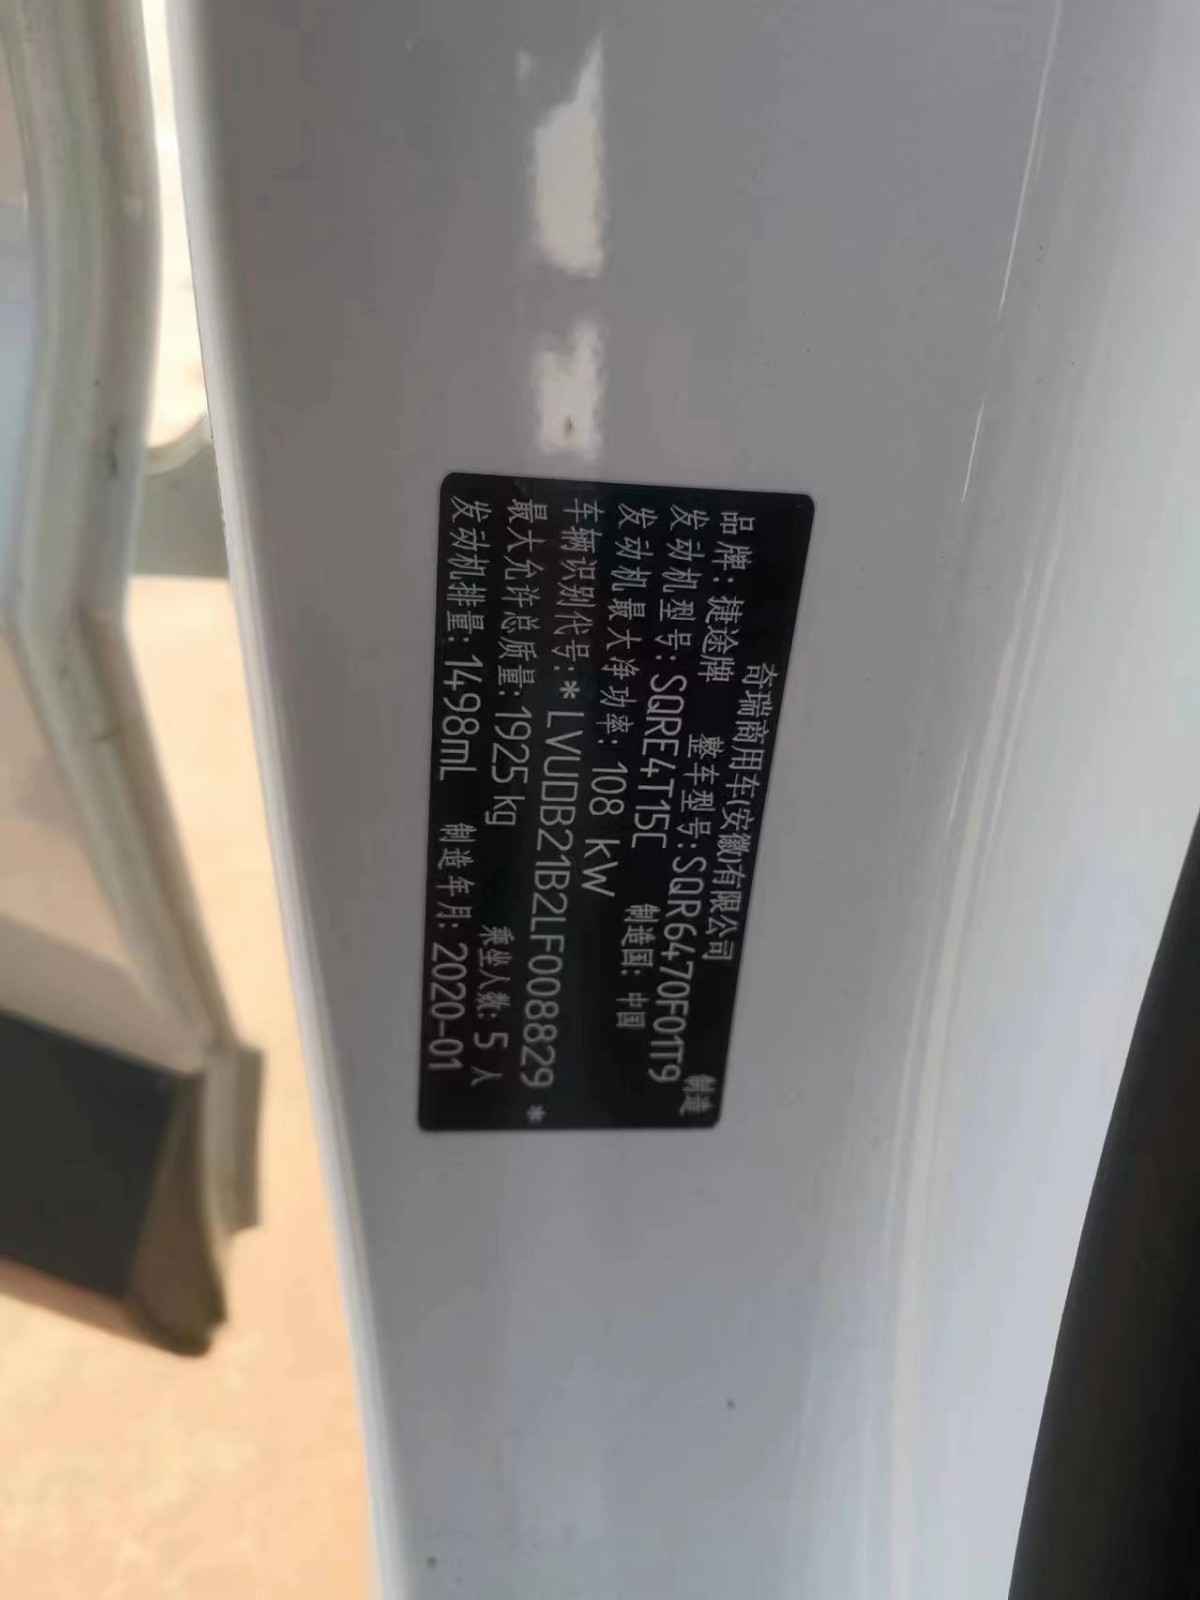 奇瑞商用车(安徽)有限公司 制造
品牌:捷途牌 整车型号:SQR6470F01T9
发动机型号:SQRE4T15C 制造国:中国
发动机最大净功率:108 kW
车辆识别代号:*LVUDB21B2LF008829*
最大允许总质量:1925kg 乘坐人数:5人
发动机排量:1498mL 制造年月:2020-01